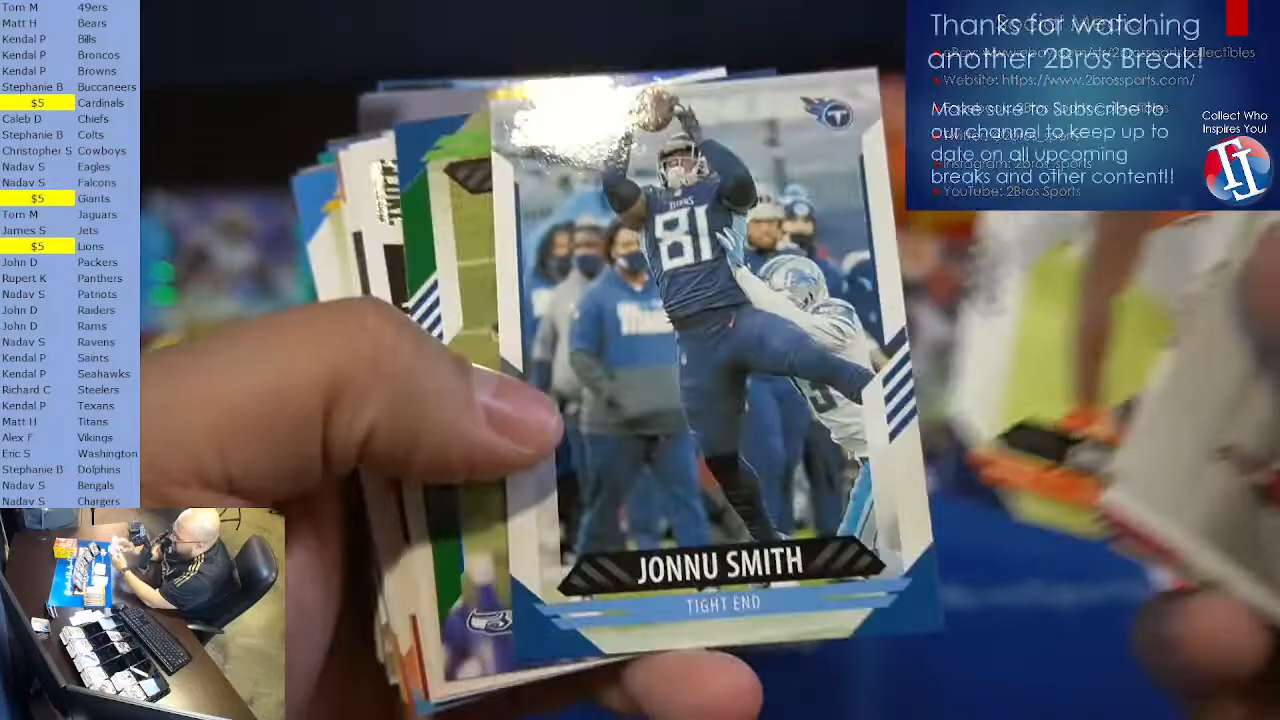 Tom M 49ers
Matt H Bears
Kendal P Bills
Kendal P Broncos
Kendal P Browns
Stephanie B Buccaneers
$5 Cardinals
Caleb D Chiefs
Stephanie B Colts
Christopher S Cowboys
Nadav S Eagles
Nadav S Falcons
$5 Giants
Tom M Jaguars
James S Jets
$5 Lions
John D Packers
Rupert K Panthers
Nadav S Patriots
John D Raiders
John D Rams
Nadav S Ravens
Kendal P Saints
Kendal P Seahawks
Richard C Steelers
Kendal P Texans
Matt H Titans
Alex F Vikings
Eric S Washington
Stephanie B Dolphins
Nadav S Bengals
Nadav S Chargers
Thanks for Watching
another 2Bros Break!
Website: https://www.2brossports.com/
Make sure to Subscribe to
our channel to keep up to
date on all upcoming
breaks and other content!!
YouTube: 2Bros Sports
Collect Who
Inspires You!
TITANS
81
JONNU SMITH
TIGHT END